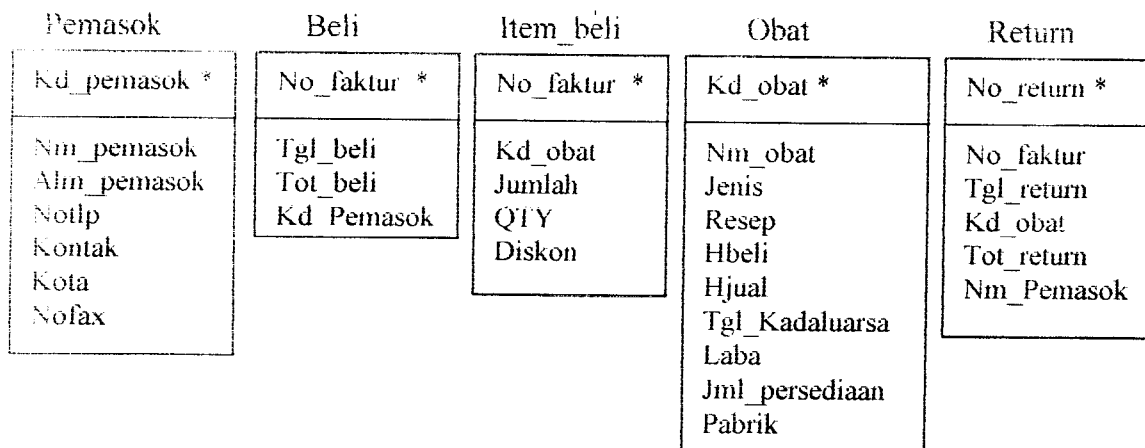 Pemasok
Kd_pemasok *
Nm_pemasok
Alm_pemasok
Notlp
Kontak
Kota
Nofax
Beli
No_faktur *
Tgl_beli
Tot_beli
Kd_Pemasok
Item_beli
No_faktur *
Kd_obat
Jumlah
QTY
Diskon
Obat
Kd_obat *
Nm_obat
Jenis
Resep
Hbeli
Hjual
Tgl_Kadaluarsa
Laba
Jml_persediaan
Pabrik
Return
No_return *
No_faktur
Tgl_return
Kd_obat
Tot_return
Nm_Pemasok